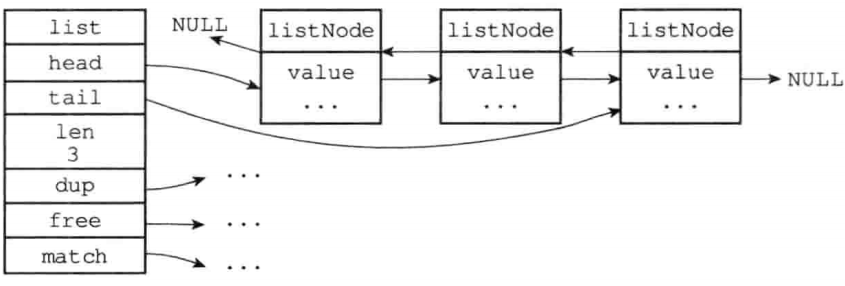 list
head
tail
len
3
dup
free
match
NULL
listNode
value
...
listNode
value
...
listNode
value
...
NULL
...
...
...